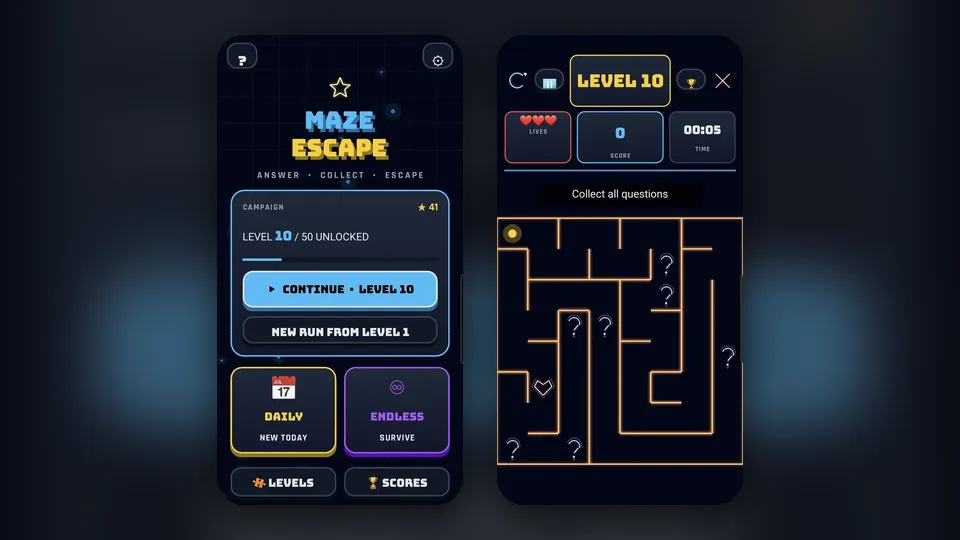 ?
MAZE
ESCAPE
ANSWER • COLLECT • ESCAPE
CAMPAIGN
★ 41
LEVEL 10 / 50 UNLOCKED
CONTINUE • LEVEL 10
NEW RUN FROM LEVEL 1
JUL
17
DAILY
NEW TODAY
∞
ENDLESS
SURVIVE
LEVELS
SCORES
LEVEL 10
LIVES
0
SCORE
00:05
TIME
Collect all questions
?
?
?
?
?
?
?